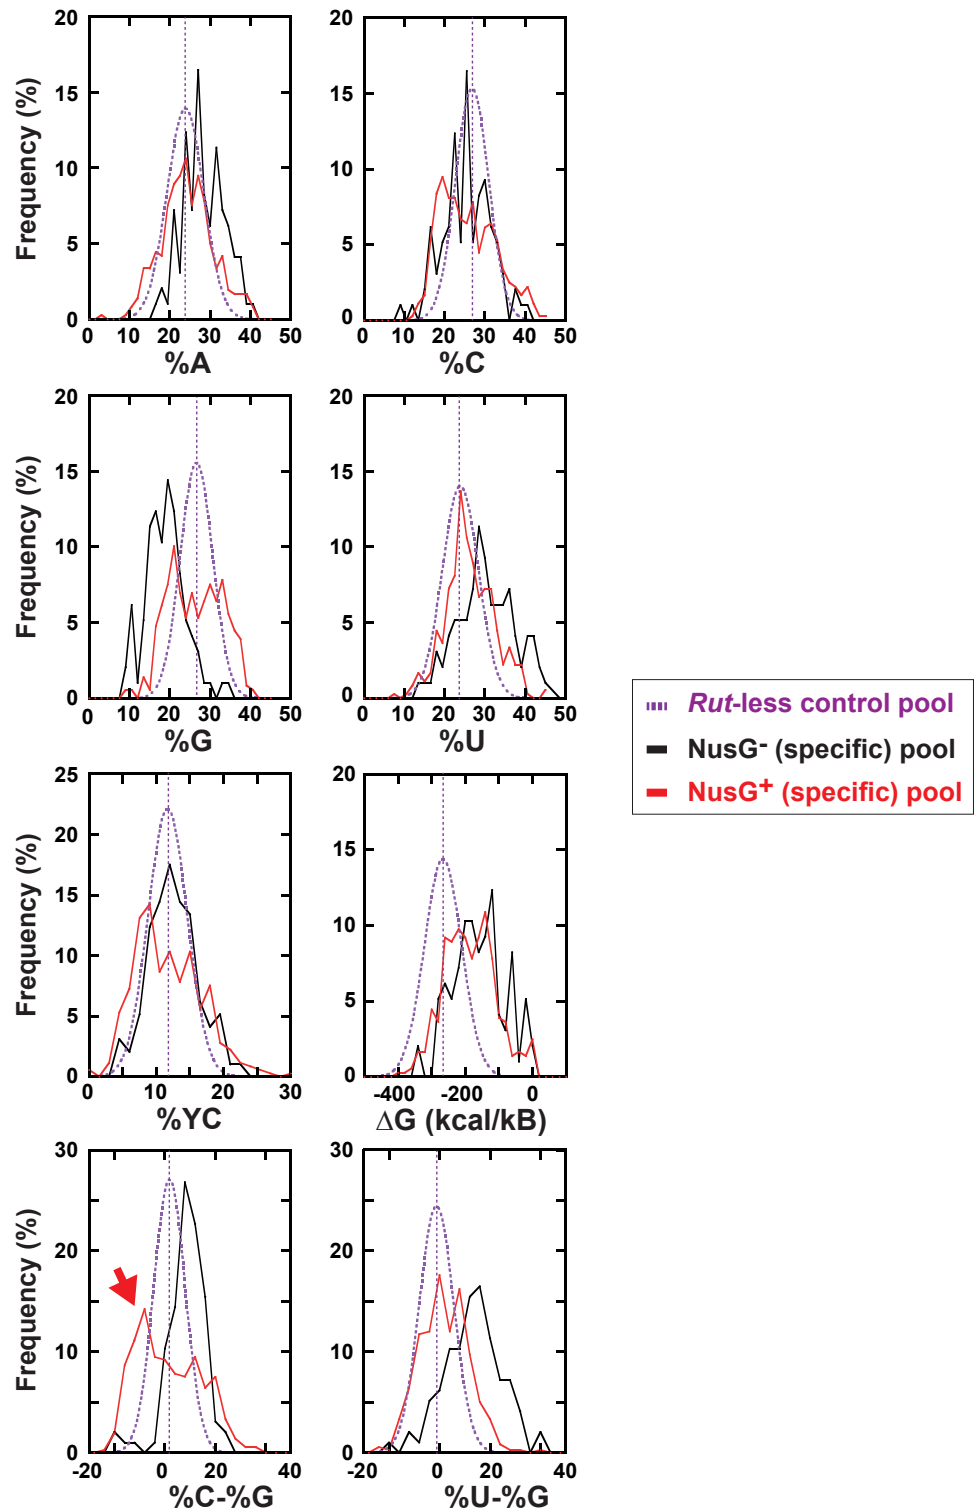 Frequency (%)
20
15
10
5
0
0 10 20 30 40 50
%A
20
15
10
5
0
0 10 20 30 40 50
%C
Frequency (%)
20
15
10
5
0
0 10 20 30 40 50
%G
20
15
10
5
0
0 10 20 30 40 50
%U
Rut-less control pool
NusG- (specific) pool
NusG+ (specific) pool
Frequency (%)
25
20
15
10
5
0
0 10 20 30
%YC
20
15
10
5
0
-400 -200 0
ΔG (kcal/kB)
Frequency (%)
30
20
10
0
-20 0 20 40
%C-%G
30
20
10
0
-20 0 20 40
%U-%G